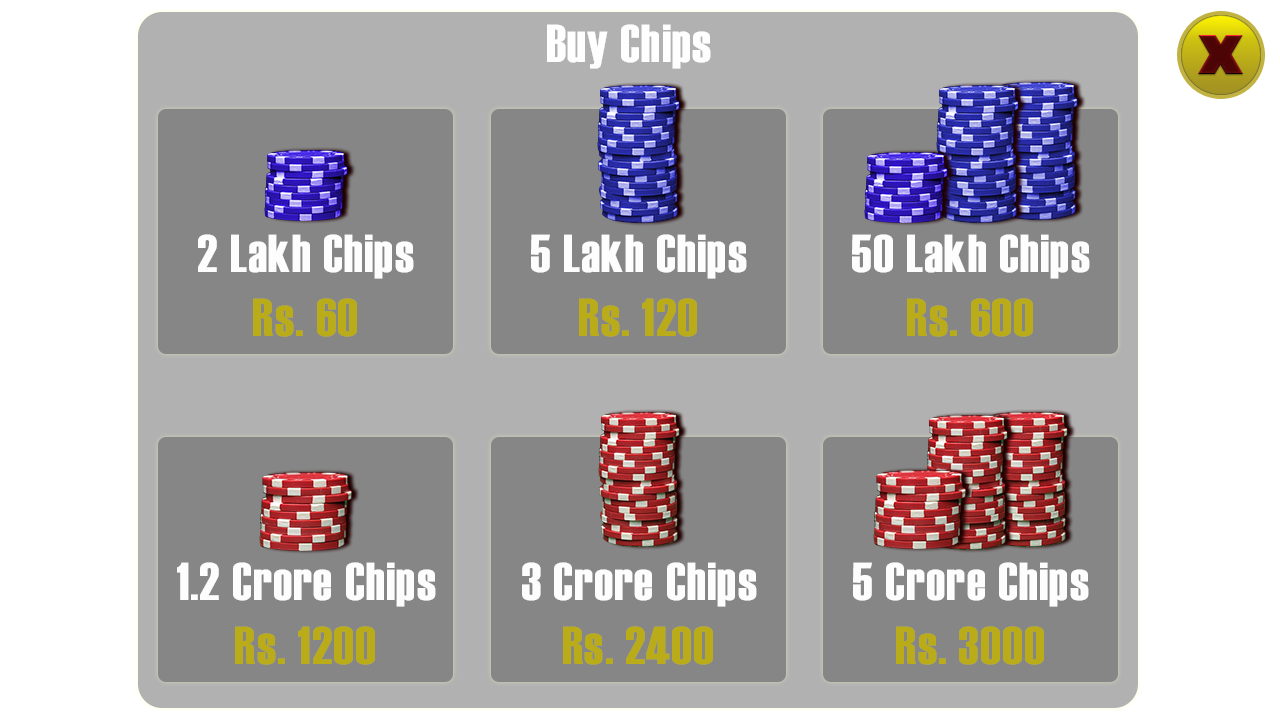 Buy Chips
X
2 Lakh Chips
Rs. 60
5 Lakh Chips
Rs. 120
50 Lakh Chips
Rs. 600
1.2 Crore Chips
Rs. 1200
3 Crore Chips
Rs. 2400
5 Crore Chips
Rs. 3000